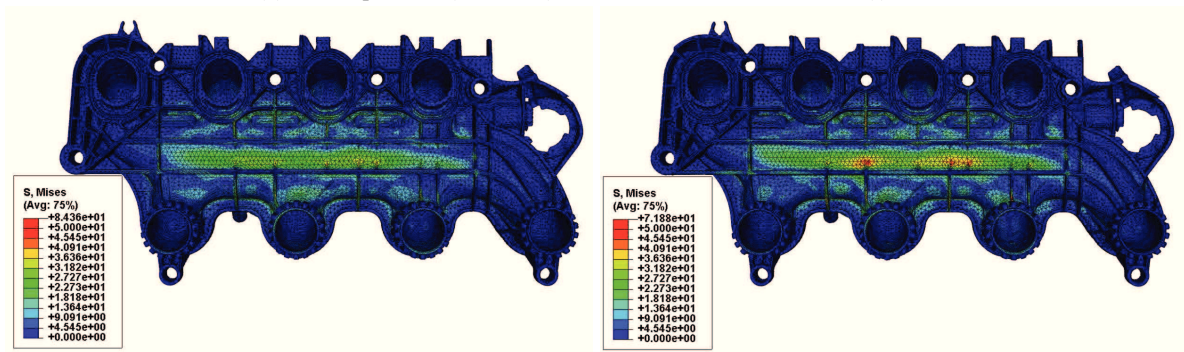 S, Mises
(Avg: 75%)
+8.436e+01
+5.000e+01
+4.545e+01
+4.091e+01
+3.636e+01
+3.182e+01
+2.727e+01
+2.273e+01
+1.818e+01
+1.364e+01
+9.091e+00
+4.545e+00
+0.000e+00
S, Mises
(Avg: 75%)
+7.188e+01
+5.000e+01
+4.545e+01
+4.091e+01
+3.636e+01
+3.182e+01
+2.727e+01
+2.273e+01
+1.818e+01
+1.364e+01
+9.091e+00
+4.545e+00
+0.000e+00